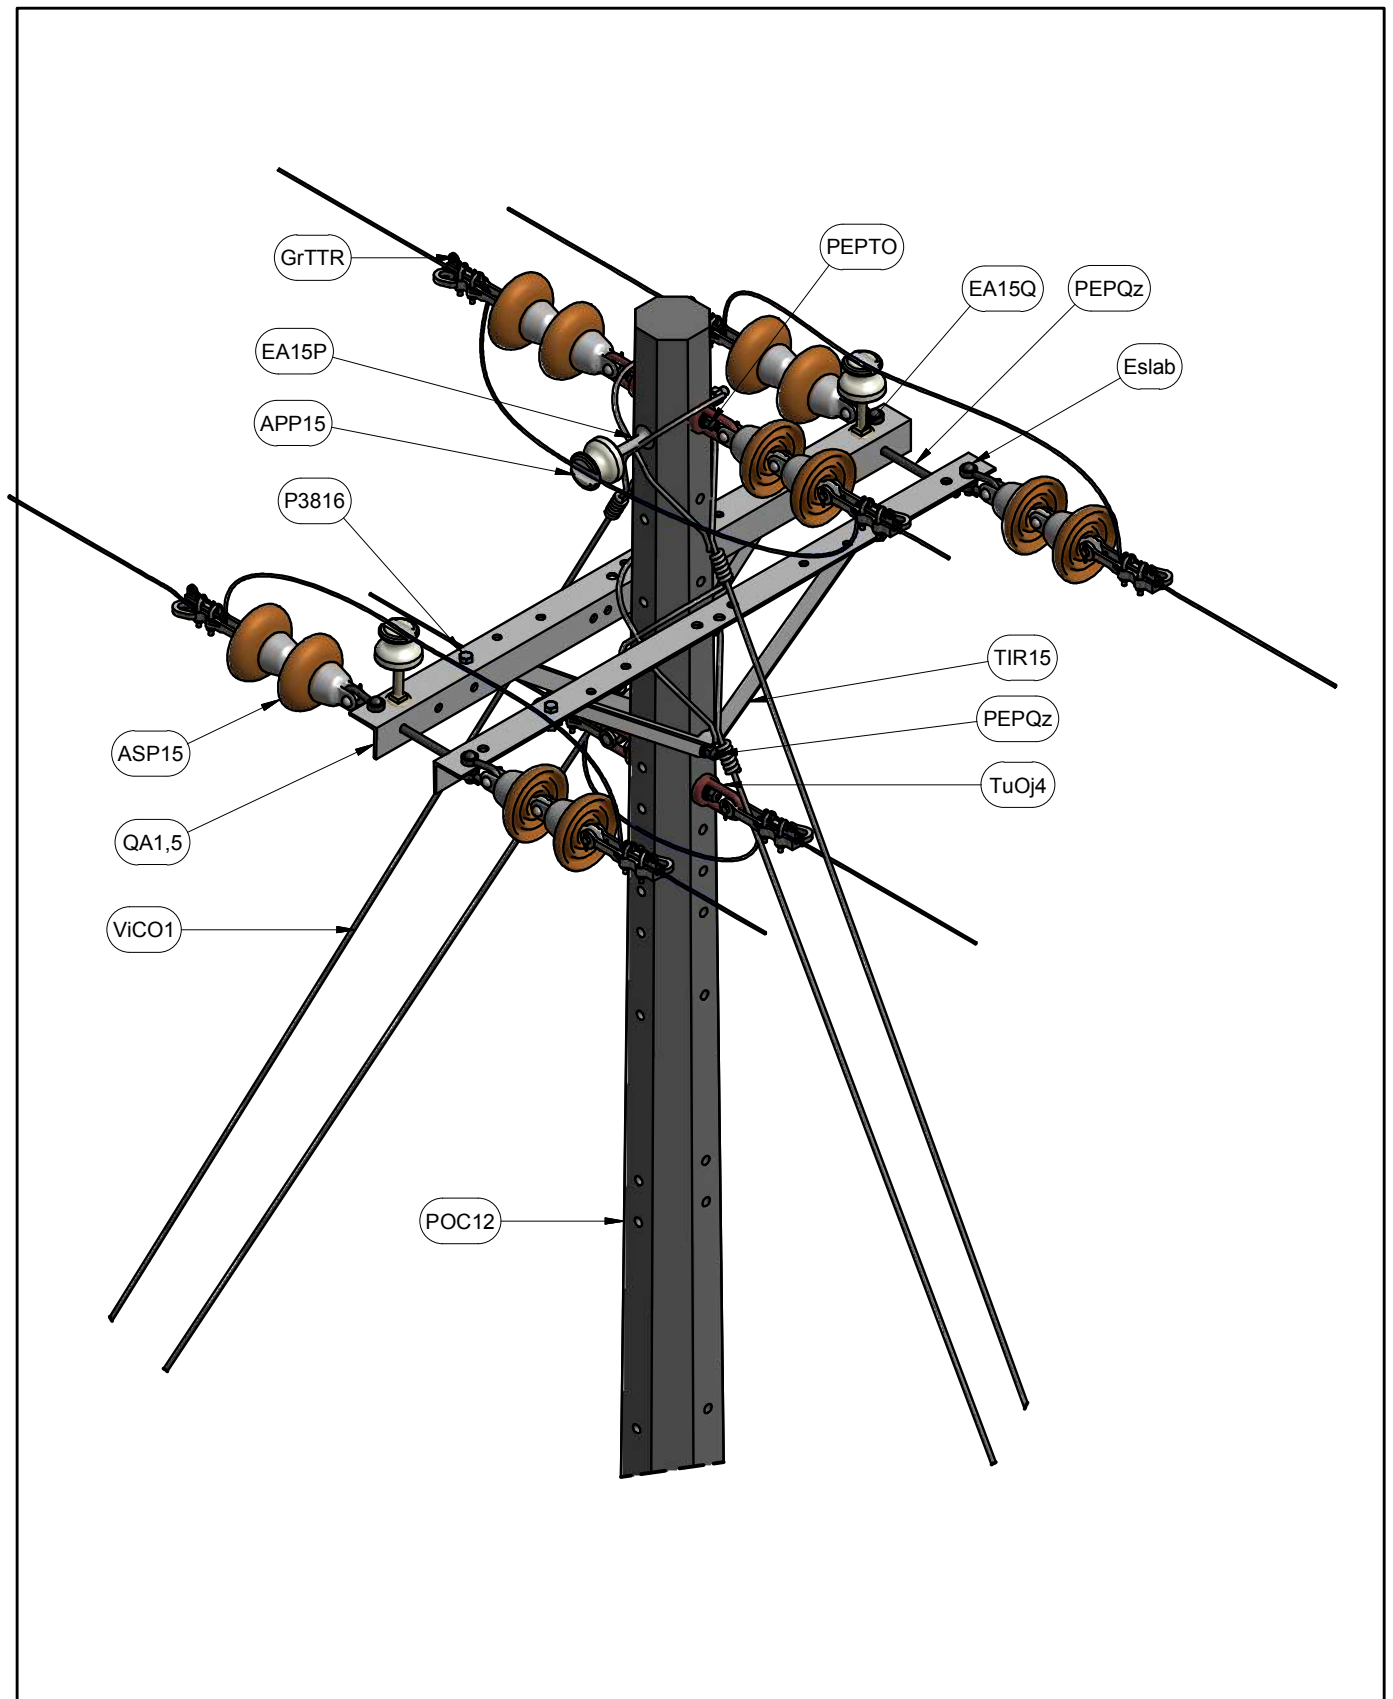 PEPTO
GrTTR
EA15Q
PEPQz
EA15P
Eslab
APP15
P3816
TIR15
PEPQz
ASP15
TuOj4
QA1,5
ViCO1
POC12